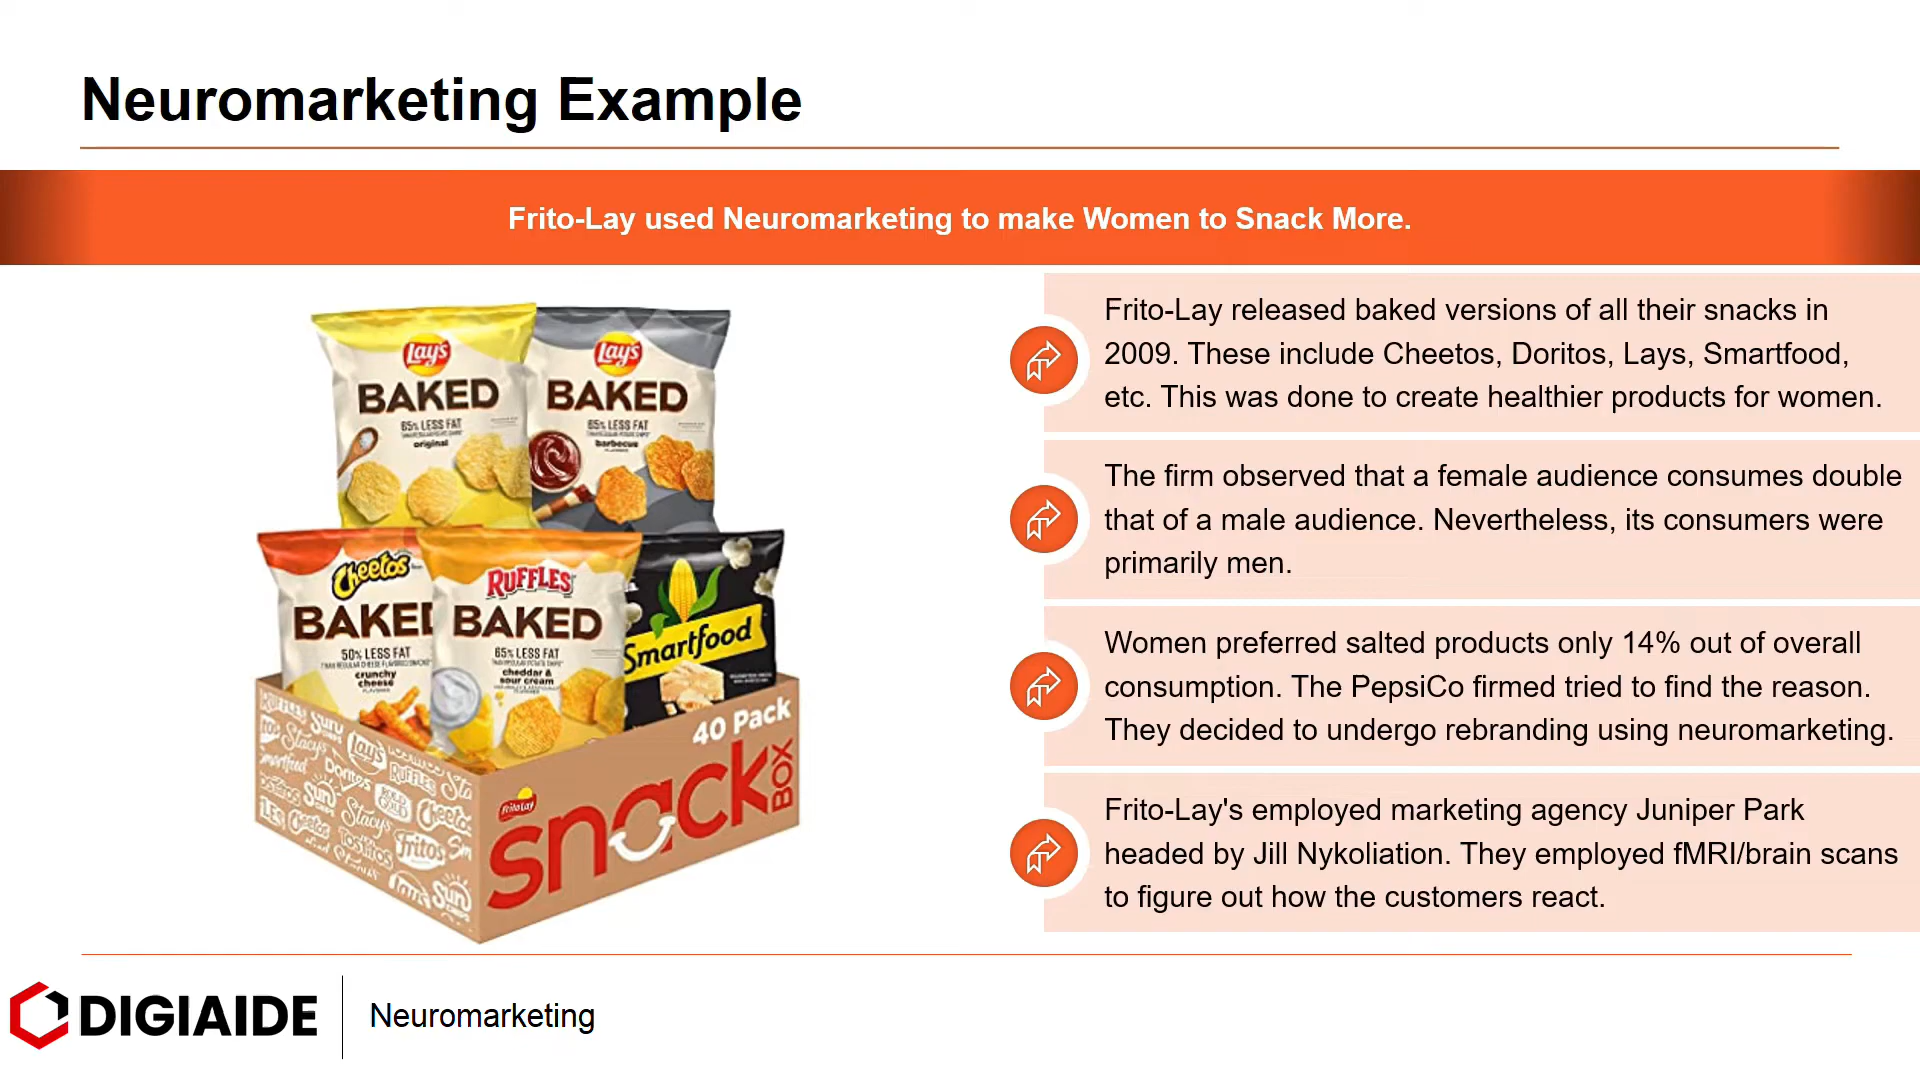 Neuromarketing Example
Frito-Lay used Neuromarketing to make Women to Snack More.
Lay's
BAKED
65% LESS FAT
original
Lay's
BAKED
65% LESS FAT
barbecue
Cheetos
BAKED
50% LESS FAT
crunchy
cheese
RUFFLES
BAKED
65% LESS FAT
cheddar &
sour cream
Smartfood
40 Pack
Frito Lay
snack
BOX
Frito-Lay released baked versions of all their snacks in
2009. These include Cheetos, Doritos, Lays, Smartfood,
etc. This was done to create healthier products for women.
The firm observed that a female audience consumes double
that of a male audience. Nevertheless, its consumers were
primarily men.
Women preferred salted products only 14% out of overall
consumption. The PepsiCo firmed tried to find the reason.
They decided to undergo rebranding using neuromarketing.
Frito-Lay's employed marketing agency Juniper Park
headed by Jill Nykoliation. They employed fMRI/brain scans
to figure out how the customers react.
DIGIAIDE
Neuromarketing